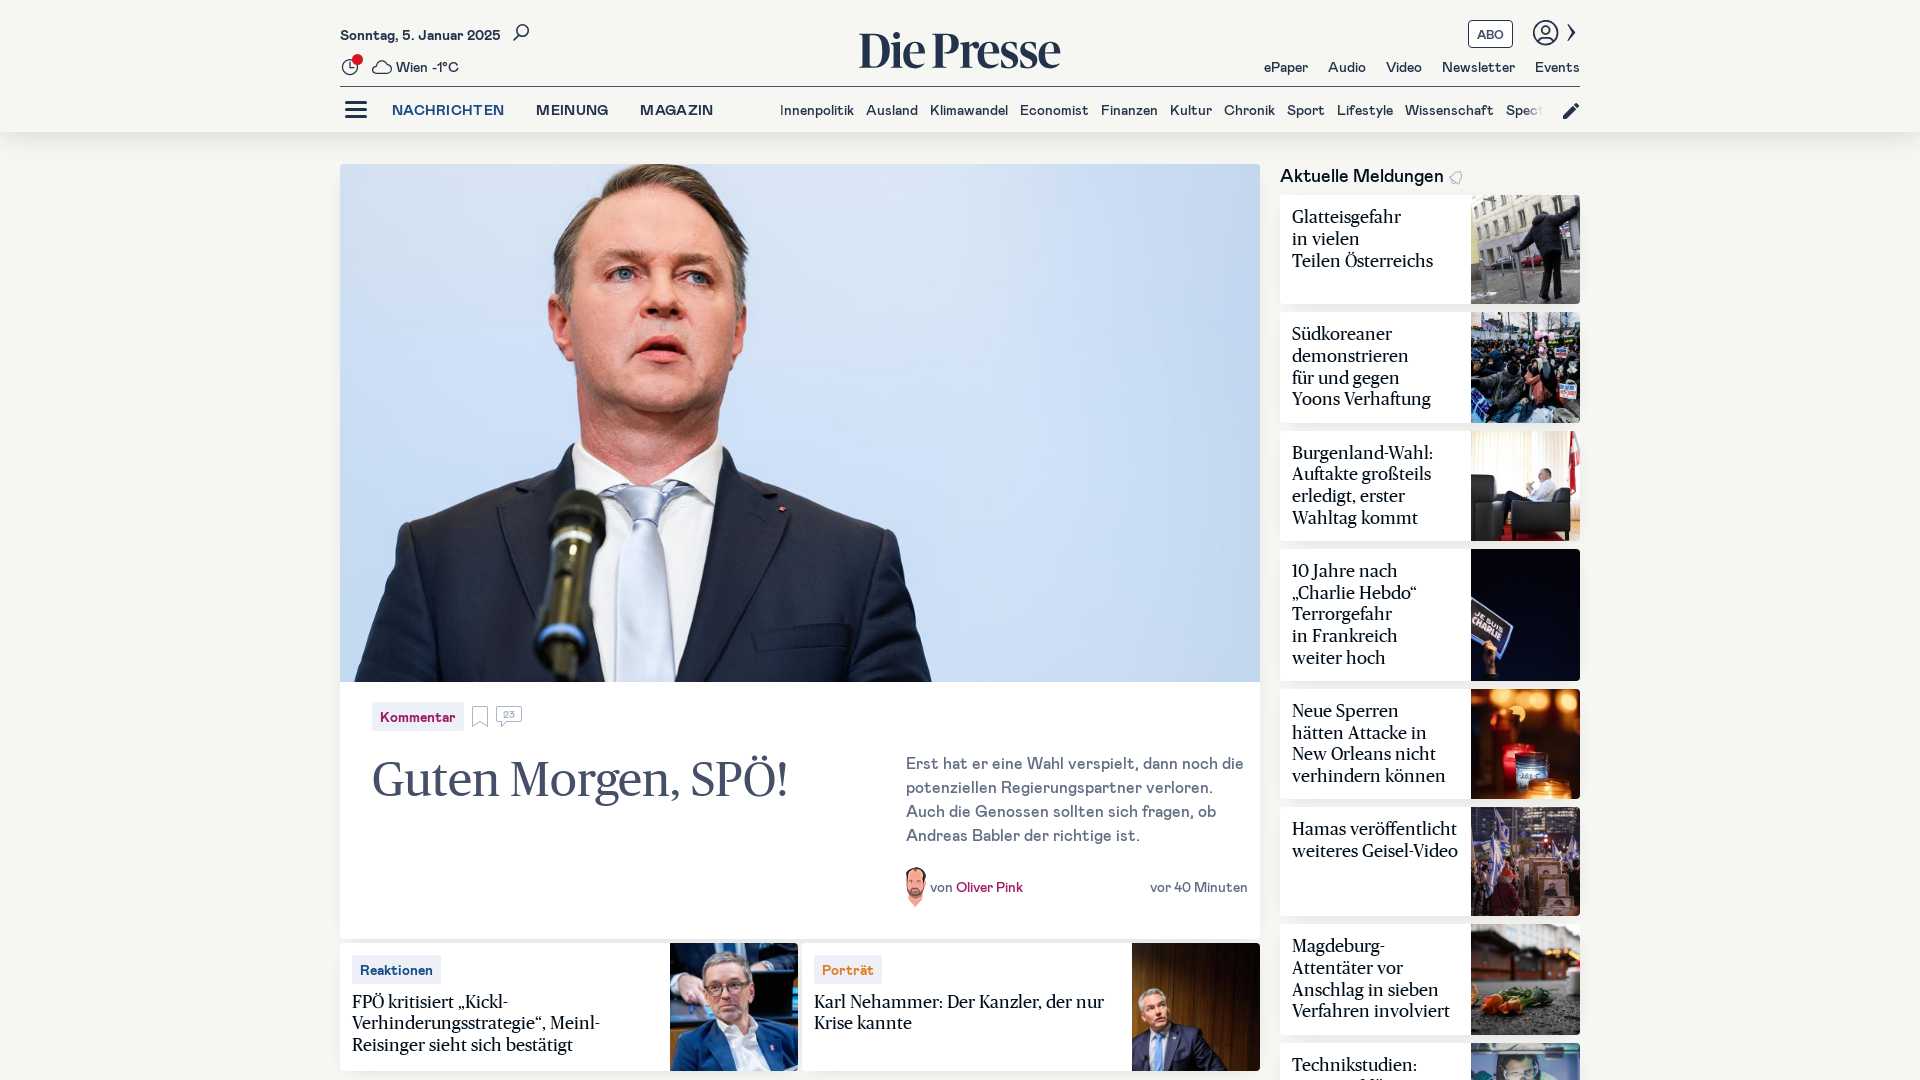 Sonntag, 5. Januar 2025
Wien -1°C
Die Presse
ABO
ePaper Audio Video Newsletter Events
NACHRICHTEN MEINUNG MAGAZIN
Innenpolitik Ausland Klimawandel Economist Finanzen Kultur Chronik Sport Lifestyle Wissenschaft Spect
Kommentar
23
Guten Morgen, SPÖ!
Erst hat er eine Wahl verspielt, dann noch die
potenziellen Regierungspartner verloren.
Auch die Genossen sollten sich fragen, ob
Andreas Babler der richtige ist.
von Oliver Pink
vor 40 Minuten
Reaktionen
FPÖ kritisiert „Kickl-
Verhinderungsstrategie“, Meinl-
Reisinger sieht sich bestätigt
Porträt
Karl Nehammer: Der Kanzler, der nur
Krise kannte
Aktuelle Meldungen
Glatteisgefahr
in vielen
Teilen Österreichs
Südkoreaner
demonstrieren
für und gegen
Yoons Verhaftung
Burgenland-Wahl:
Auftakte großteils
erledigt, erster
Wahltag kommt
10 Jahre nach
„Charlie Hebdo“
Terrorgefahr
in Frankreich
weiter hoch
JE SUIS
CHARLIE
Neue Sperren
hätten Attacke in
New Orleans nicht
verhindern können
Hamas veröffentlicht
weiteres Geisel-Video
Magdeburg-
Attentäter vor
Anschlag in sieben
Verfahren involviert
Technikstudien: